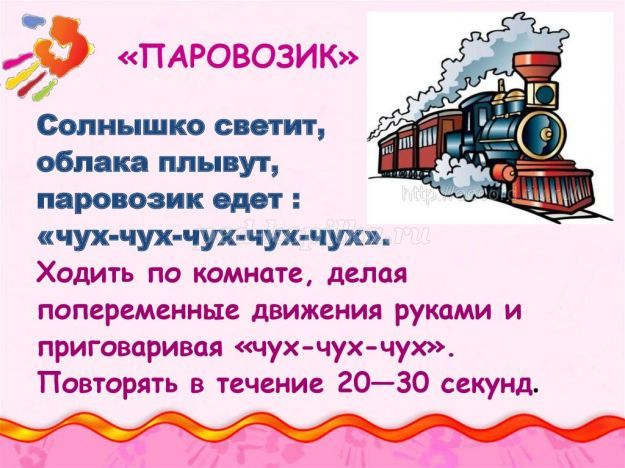 «ПАРОВОЗИК»
Солнышко светит,
облака плывут,
паровозик едет :
«чух-чух-чух-чух-чух».
Ходить по комнате, делая
попеременные движения руками и
приговаривая «чух-чух-чух».
Повторять в течение 20—30 секунд.